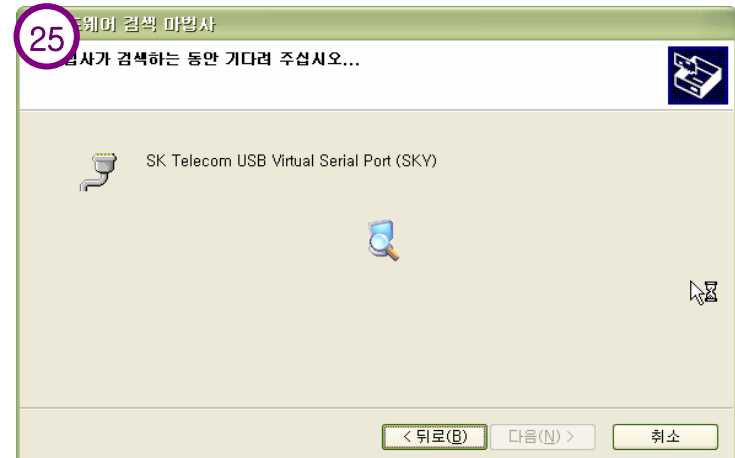 25
웨어 검색 마법사
법사가 검색하는 동안 기다려 주십시오...
SK Telecom USB Virtual Serial Port (SKY)
< 뒤로(B)
다음(N) >
취소